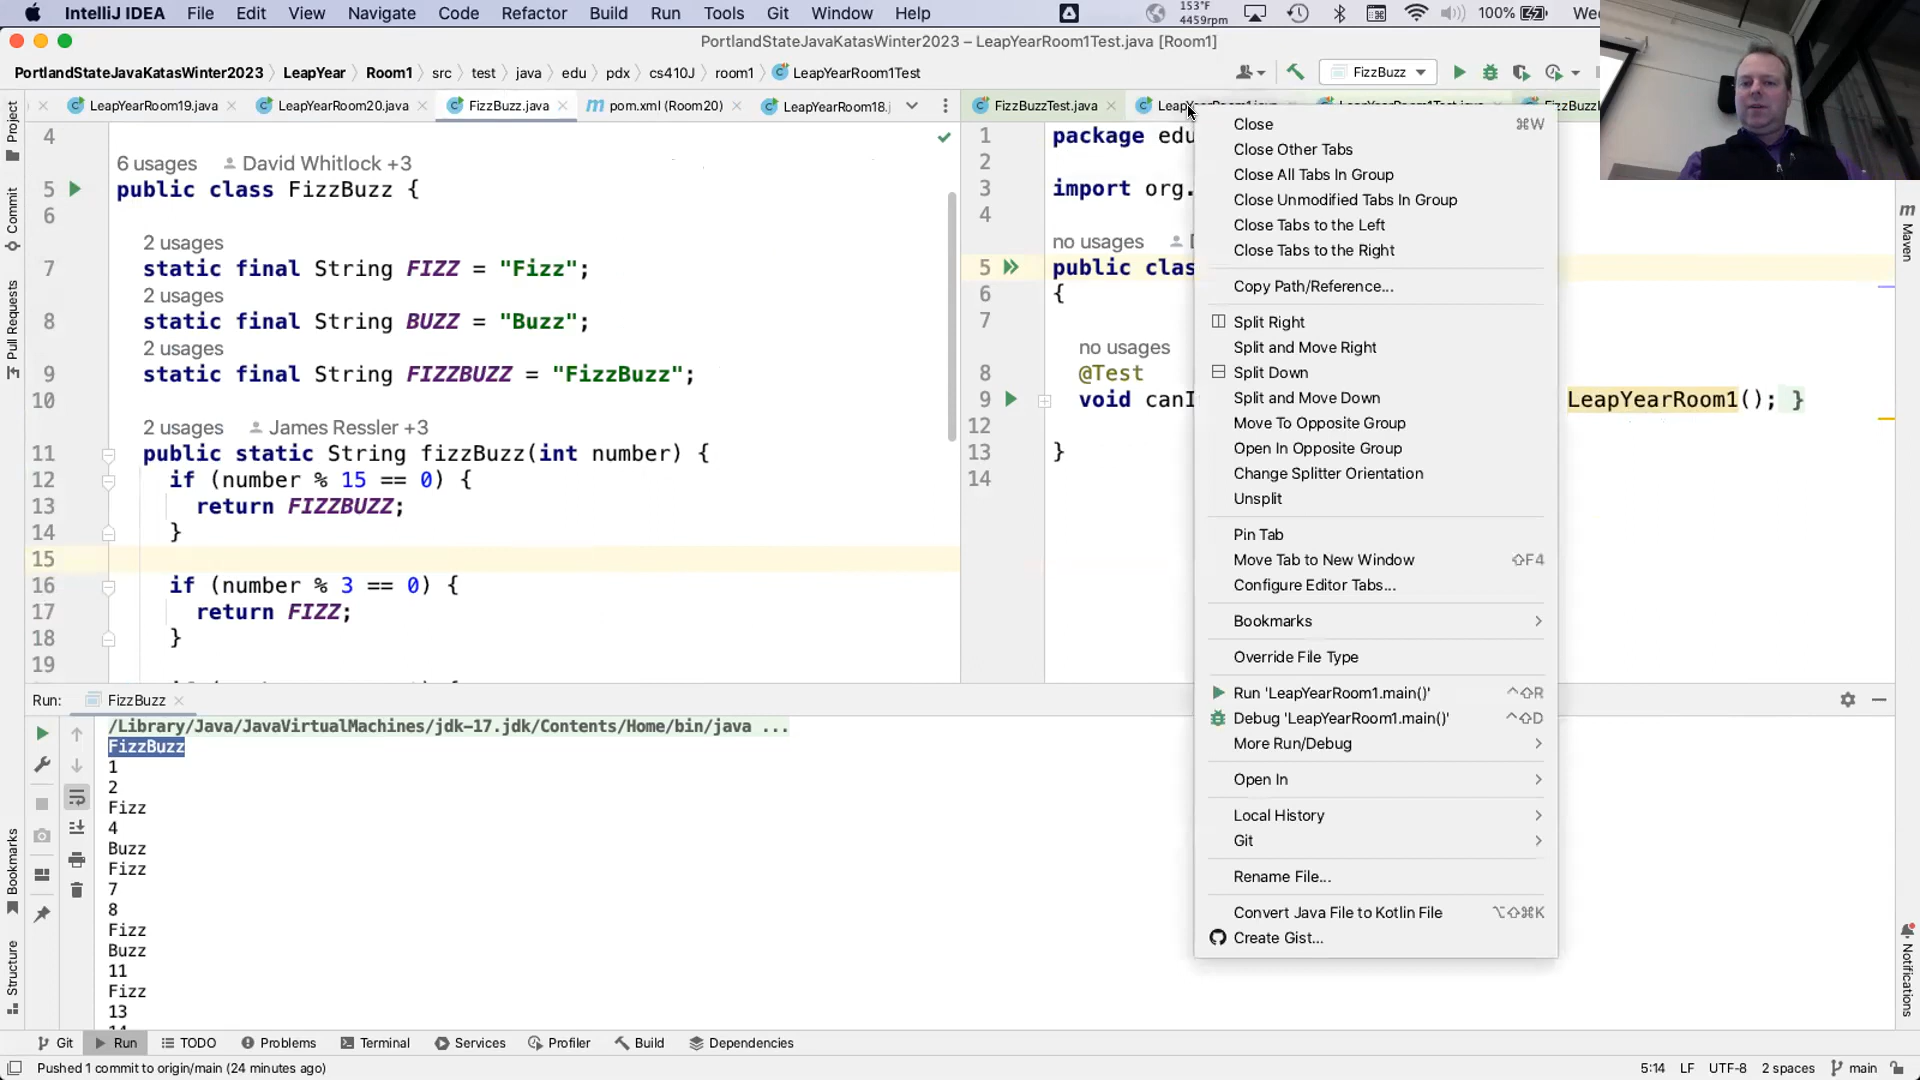 IntelliJ IDEA File Edit View Navigate Code Refactor Build Run Tools Git Window Help 153°F 4459rpm 100%
PortlandStateJavaKatasWinter2023 – LeapYearRoom1Test.java [Room1]
PortlandStateJavaKatasWinter2023 LeapYear Room1 src test java edu pdx cs410J room1 LeapYearRoom1Test FizzBuzz
LeapYearRoom19.java LeapYearRoom20.java FizzBuzz.java pom.xml (Room20) LeapYearRoom18.j FizzBuzzTest.java
Project
Commit
Pull Requests
Bookmarks
Structure
4
6 usages David Whitlock +3
5 public class FizzBuzz {
6
2 usages
7 static final String FIZZ = "Fizz";
2 usages
8 static final String BUZZ = "Buzz";
2 usages
9 static final String FIZZBUZZ = "FizzBuzz";
10
2 usages James Ressler +3
11 public static String fizzBuzz(int number) {
12 if (number % 15 == 0) {
13 return FIZZBUZZ;
14 }
15
16 if (number % 3 == 0) {
17 return FIZZ;
18 }
19
1 package edu
2
3 import org.
4
no usages
5 public clas
6 {
7
no usages
8 @Test
9 void canI LeapYearRoom1(); }
12
13 }
14
Close ⌘W
Close Other Tabs
Close All Tabs In Group
Close Unmodified Tabs In Group
Close Tabs to the Left
Close Tabs to the Right
Copy Path/Reference...
Split Right
Split and Move Right
Split Down
Split and Move Down
Move To Opposite Group
Open In Opposite Group
Change Splitter Orientation
Unsplit
Pin Tab
Move Tab to New Window ⇧F4
Configure Editor Tabs...
Bookmarks
Override File Type
Run 'LeapYearRoom1.main()' ^⇧R
Debug 'LeapYearRoom1.main()' ^⇧D
More Run/Debug
Open In
Local History
Git
Rename File...
Convert Java File to Kotlin File ⌥⇧⌘K
Create Gist...
Maven
Notifications
Run: FizzBuzz
/Library/Java/JavaVirtualMachines/jdk-17.jdk/Contents/Home/bin/java ...
FizzBuzz
1
2
Fizz
4
Buzz
Fizz
7
8
Fizz
Buzz
11
Fizz
13
Git Run TODO Problems Terminal Services Profiler Build Dependencies
Pushed 1 commit to origin/main (24 minutes ago) 5:14 LF UTF-8 2 spaces main